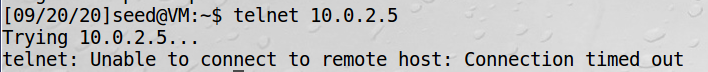 [09/20/20]seed@VM:~$ telnet 10.0.2.5
Trying 10.0.2.5...
telnet: Unable to connect to remote host: Connection timed out